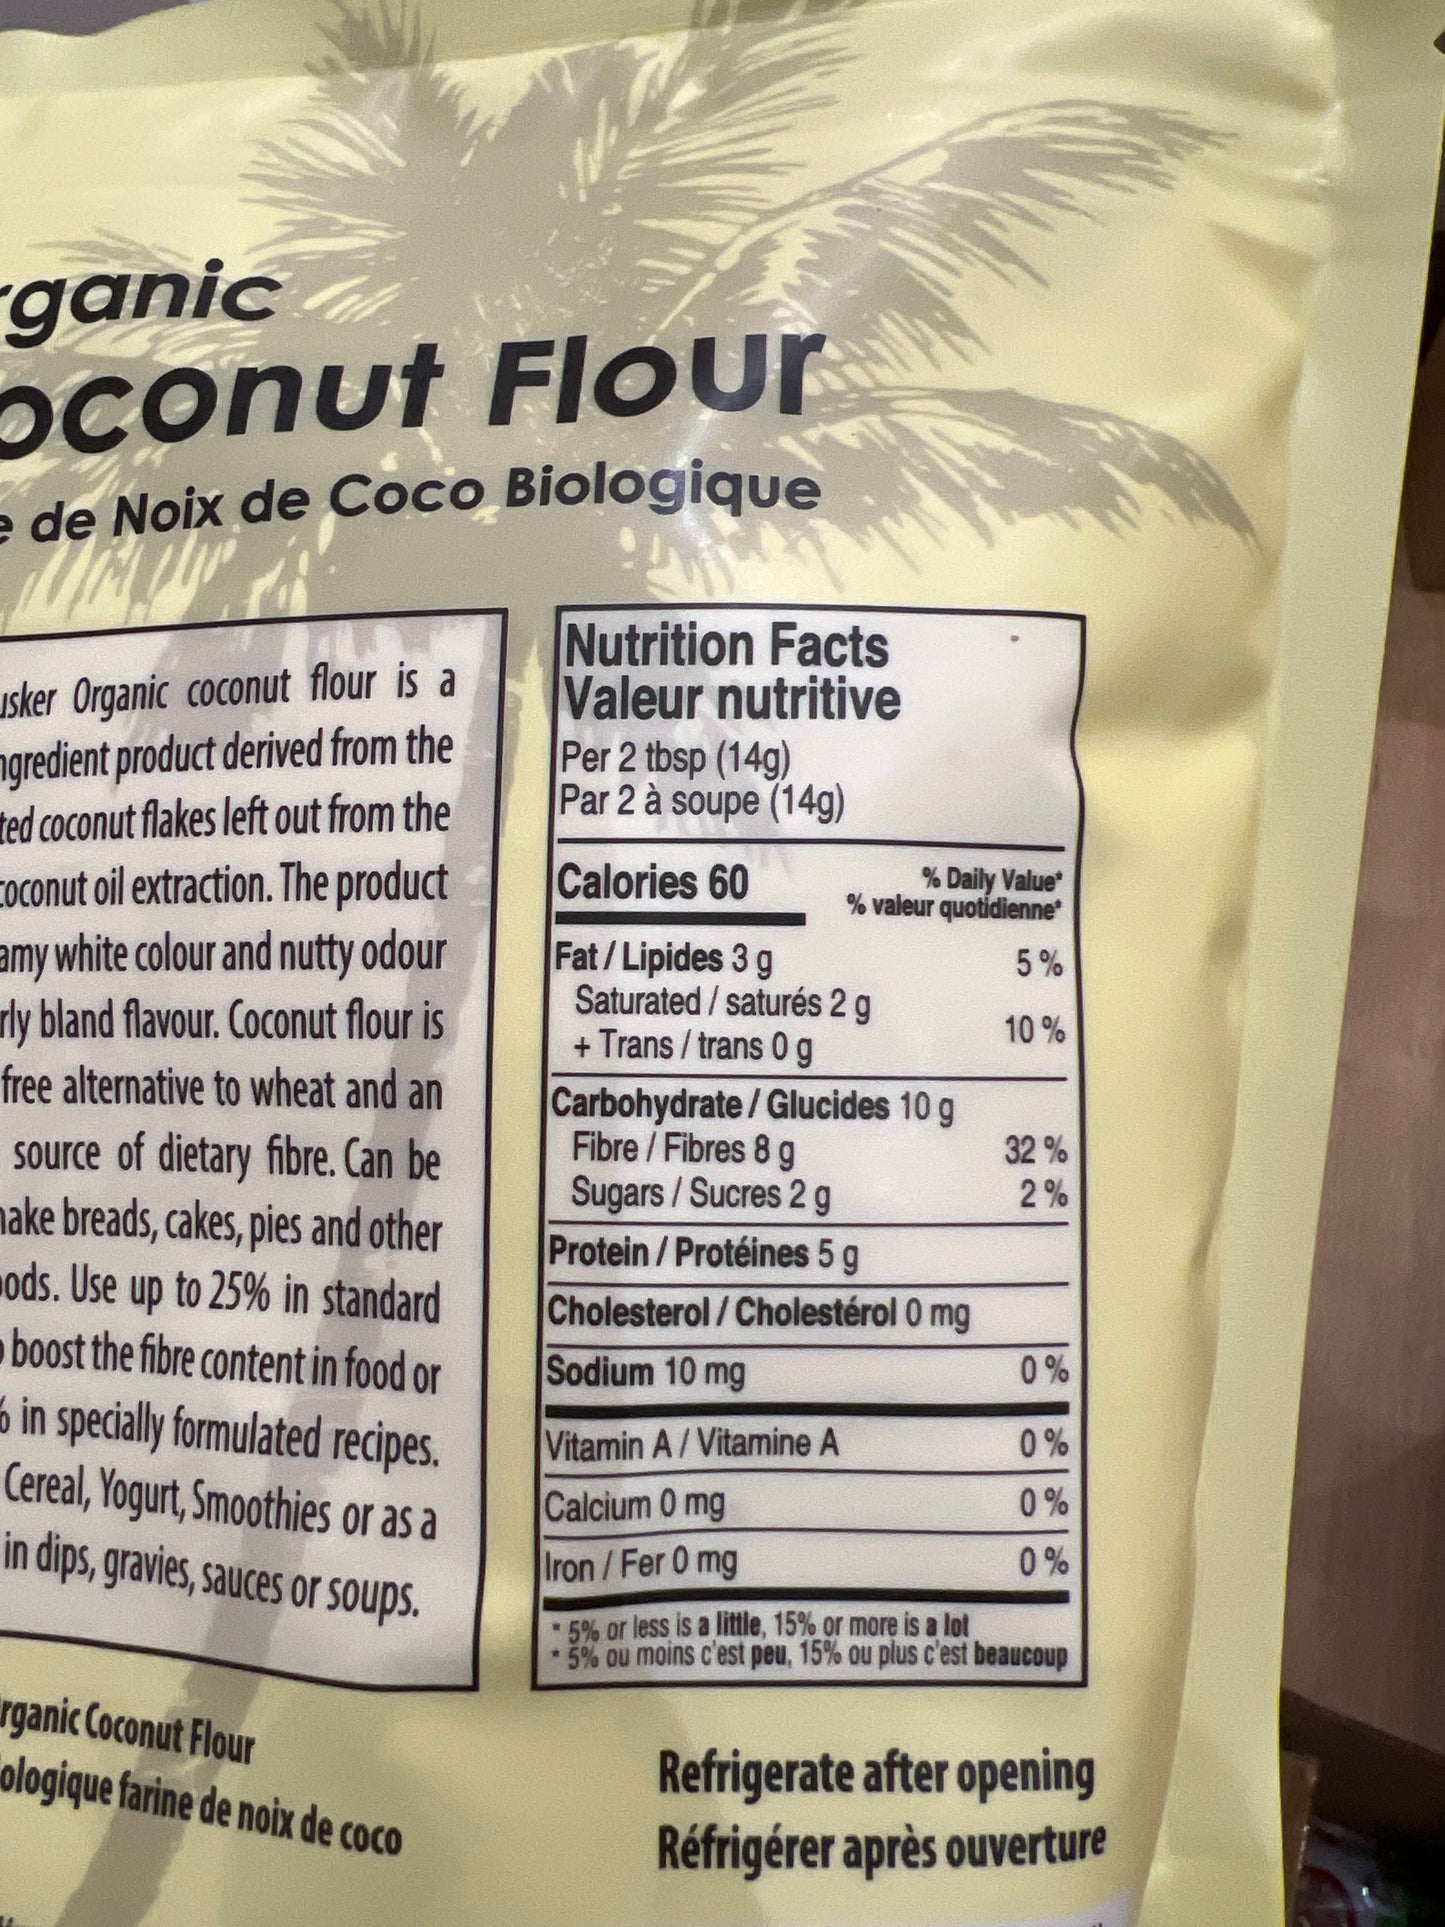 ganic
oconut Flour
de Noix de Coco Biologique
usker Organic coconut flour is a
ngredient product derived from the
ted coconut flakes left out from the
coconut oil extraction. The product
amy white colour and nutty odour
rly bland flavour. Coconut flour is
free alternative to wheat and an
source of dietary fibre. Can be
make breads, cakes, pies and other
ods. Use up to 25% in standard
boost the fibre content in food or
% in specially formulated recipes.
Cereal, Yogurt, Smoothies or as a
in dips, gravies, sauces or soups.
rganic Coconut Flour
ologique farine de noix de coco
Nutrition Facts
Valeur nutritive
Per 2 tbsp (14g)
Par 2 à soupe (14g)
Calories 60 % Daily Value*
% valeur quotidienne*
Fat / Lipides 3 g 5 %
Saturated / saturés 2 g
+ Trans / trans 0 g 10 %
Carbohydrate / Glucides 10 g
Fibre / Fibres 8 g 32 %
Sugars / Sucres 2 g 2 %
Protein / Protéines 5 g
Cholesterol / Cholestérol 0 mg
Sodium 10 mg 0 %
Vitamin A / Vitamine A 0 %
Calcium 0 mg 0 %
Iron / Fer 0 mg 0 %
* 5% or less is a little, 15% or more is a lot
* 5% ou moins c'est peu, 15% ou plus c'est beaucoup
Refrigerate after opening
Réfrigérer après ouverture